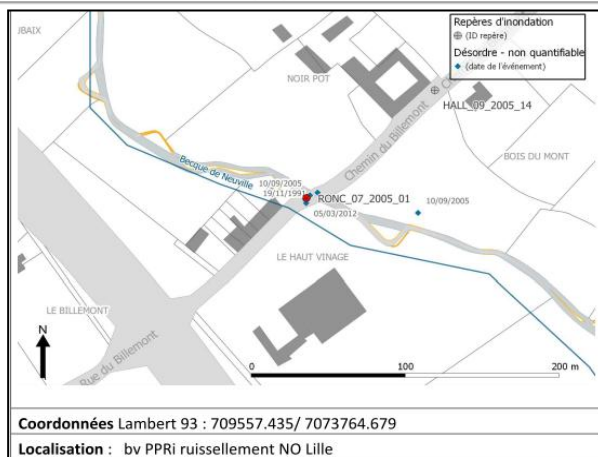 Repères d'inondation
(ID repère)
Désordre - non quantifiable
(date de l'événement)
UBAIX
NOIR POT
HALL_09_2005_14
Chemin du Billemont
BOIS DU MONT
Becque de Neuville
10/09/2005
19/11/1991
RONC_07_2005_01
10/09/2005
05/03/2012
LE HAUT VINAGE
LE BILLEMONT
N
Rue du Billemont
0 100 200 m
Coordonnées Lambert 93 : 709557.435/ 7073764.679
Localisation : bv PPRi ruissellement NO Lille